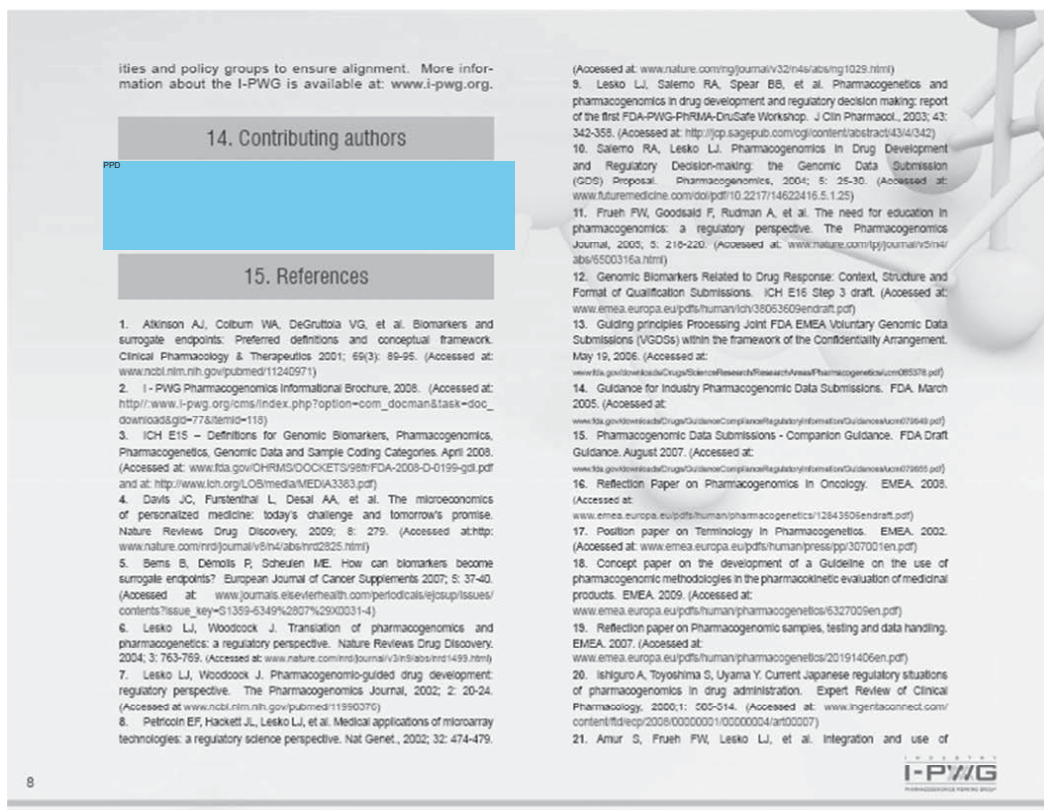 ities and policy groups to ensure alignment. More infor-
mation about the I-PWG is available at: www.i-pwg.org.
14. Contributing authors
PPD
15. References
1. Atkinson AJ, Colburn WA, DeGruttola VG, et al. Biomarkers and
surrogate endpoints: Preferred definitions and conceptual framework.
Clinical Pharmacology & Therapeutics 2001; 69(3): 89-95. (Accessed at:
www.ncbi.nlm.nih.gov/pubmed/11240971)
2. I - PWG Pharmacogenomics Informational Brochure, 2008. (Accessed at:
http//:www.i-pwg.org/cms/index.php?option=com_docman&task=doc_
download&gid=77&Itemid=118)
3. ICH E15 – Definitions for Genomic Biomarkers, Pharmacogenomics,
Pharmacogenetics, Genomic Data and Sample Coding Categories. April 2008.
(Accessed at: www.fda.gov/OHRMS/DOCKETS/98fr/FDA-2008-D-0199-gdl.pdf
and at: http://www.ich.org/LOB/media/MEDIA3383.pdf)
4. Davis JC, Furstenthal L, Desai AA, et al. The microeconomics
of personalized medicine: today's challenge and tomorrow's promise.
Nature Reviews Drug Discovery, 2009; 8: 279. (Accessed at:http:
www.nature.com/nrd/journal/v8/n4/abs/nrd2825.html)
5. Berns B, Démolis P, Scheulen ME. How can biomarkers become
surrogate endpoints? European Journal of Cancer Supplements 2007; 5: 37-40.
(Accessed at: www.journals.elsevierhealth.com/periodicals/ejcsup/issues/
contents?issue_key=S1359-6349%2807%29X0031-4)
6. Lesko LJ, Woodcock J. Translation of pharmacogenomics and
pharmacogenetics: a regulatory perspective. Nature Reviews Drug Discovery,
2004; 3: 763-769. (Accessed at: www.nature.com/nrd/journal/v3/n9/abs/nrd1499.html)
7. Lesko LJ, Woodcock J. Pharmacogenomic-guided drug development:
regulatory perspective. The Pharmacogenomics Journal, 2002; 2: 20-24.
(Accessed at www.ncbi.nlm.nih.gov/pubmed/11990376)
8. Petricoin EF, Hackett JL, Lesko LJ, et al. Medical applications of microarray
technologies: a regulatory science perspective. Nat Genet., 2002; 32: 474-479.
(Accessed at: www.nature.com/ng/journal/v32/n4s/abs/ng1029.html)
9. Lesko LJ, Salerno RA, Spear BB, et al. Pharmacogenetics and
pharmacogenomics in drug development and regulatory decision making: report
of the first FDA-PWG-PhRMA-DruSafe Workshop. J Clin Pharmacol., 2003; 43:
342-358. (Accessed at: http://jcp.sagepub.com/cgi/content/abstract/43/4/342)
10. Salerno RA, Lesko LJ. Pharmacogenomics in Drug Development
and Regulatory Decision-making: the Genomic Data Submission
(GDS) Proposal. Pharmacogenomics, 2004; 5: 25-30. (Accessed at:
www.futuremedicine.com/doi/pdf/10.2217/14622416.5.1.25)
11. Frueh FW, Goodsaid F, Rudman A, et al. The need for education in
pharmacogenomics: a regulatory perspective. The Pharmacogenomics
Journal, 2005; 5: 218-220. (Accessed at: www.nature.com/tpj/journal/v5/n4/
abs/6500316a.html)
12. Genomic Biomarkers Related to Drug Response: Context, Structure and
Format of Qualification Submissions. ICH E16 Step 3 draft. (Accessed at:
www.emea.europa.eu/pdfs/human/ich/38063609endraft.pdf)
13. Guiding principles Processing Joint FDA EMEA Voluntary Genomic Data
Submissions (VGDSs) within the framework of the Confidentiality Arrangement.
May 19, 2006. (Accessed at:
www.fda.gov/downloads/Drugs/ScienceResearch/ResearchAreas/Pharmacogenetics/ucm085378.pdf)
14. Guidance for Industry Pharmacogenomic Data Submissions. FDA. March
2005. (Accessed at:
www.fda.gov/downloads/Drugs/GuidanceComplianceRegulatoryInformation/Guidances/ucm079849.pdf)
15. Pharmacogenomic Data Submissions - Companion Guidance. FDA Draft
Guidance. August 2007. (Accessed at:
www.fda.gov/downloads/Drugs/GuidanceComplianceRegulatoryInformation/Guidances/ucm079855.pdf)
16. Reflection Paper on Pharmacogenomics in Oncology. EMEA. 2008.
(Accessed at:
www.emea.europa.eu/pdfs/human/pharmacogenetics/12843506endraft.pdf)
17. Position paper on Terminology in Pharmacogenetics. EMEA. 2002.
(Accessed at: www.emea.europa.eu/pdfs/human/press/pp/307001en.pdf)
18. Concept paper on the development of a Guideline on the use of
pharmacogenomic methodologies in the pharmacokinetic evaluation of medicinal
products. EMEA. 2009. (Accessed at:
www.emea.europa.eu/pdfs/human/pharmacogenetics/6327009en.pdf)
19. Reflection paper on Pharmacogenomic samples, testing and data handling.
EMEA. 2007. (Accessed at:
www.emea.europa.eu/pdfs/human/pharmacogenetics/20191406en.pdf)
20. Ishiguro A, Toyoshima S, Uyama Y. Current Japanese regulatory situations
of pharmacogenomics in drug administration. Expert Review of Clinical
Pharmacology, 2008;1: 505-514. (Accessed at: www.ingentaconnect.com/
content/ftd/ecp/2008/00000001/00000004/art00007)
21. Amur S, Frueh FW, Lesko LJ, et al. Integration and use of
8
INDUSTRY
I-PWG
PHARMACOGENOMICS WORKING GROUP